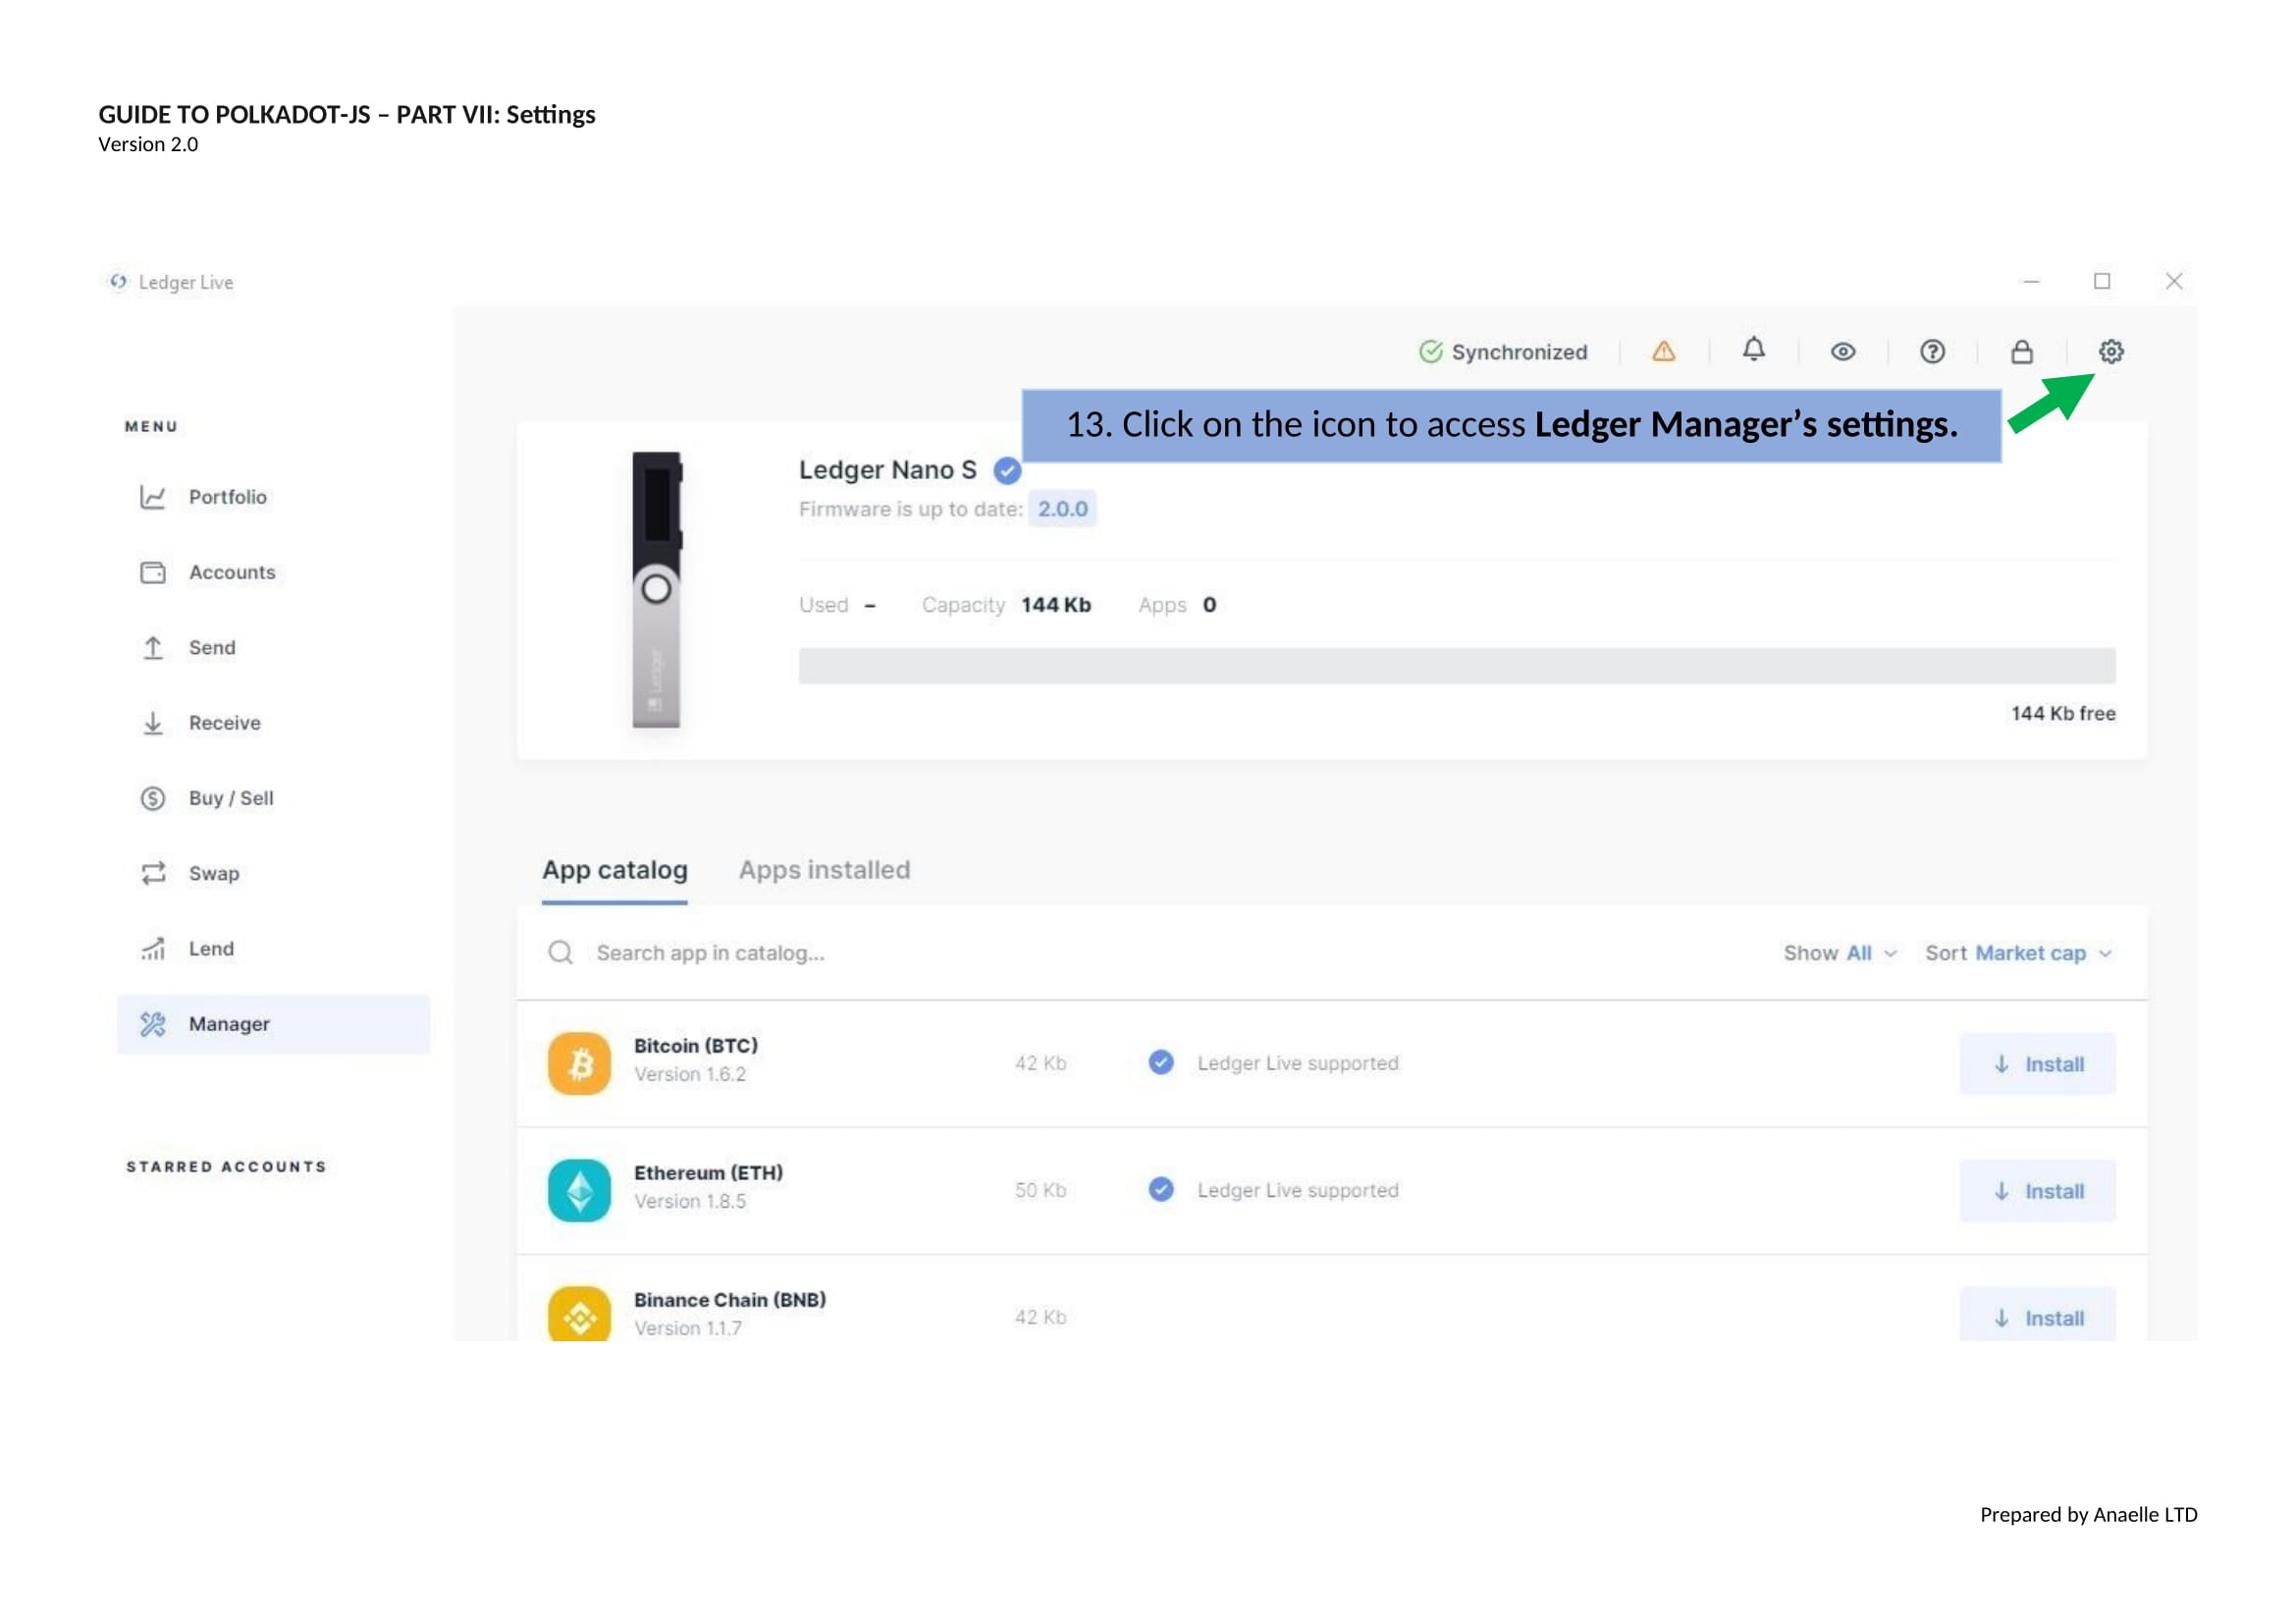 GUIDE TO POLKADOT-JS – PART VII: Settings
Version 2.0
Ledger Live
Synchronized
13. Click on the icon to access Ledger Manager’s settings.
MENU
Portfolio
Accounts
Send
Receive
Buy / Sell
Swap
Lend
Manager
STARRED ACCOUNTS
Ledger Nano S
Firmware is up to date: 2.0.0
Used – Capacity 144 Kb Apps 0
Ledger
144 Kb free
App catalog Apps installed
Search app in catalog... Show All Sort Market cap
Bitcoin (BTC)
Version 1.6.2
42 Kb Ledger Live supported Install
Ethereum (ETH)
Version 1.8.5
50 Kb Ledger Live supported Install
Binance Chain (BNB)
Version 1.1.7
42 Kb Install
Prepared by Anaelle LTD